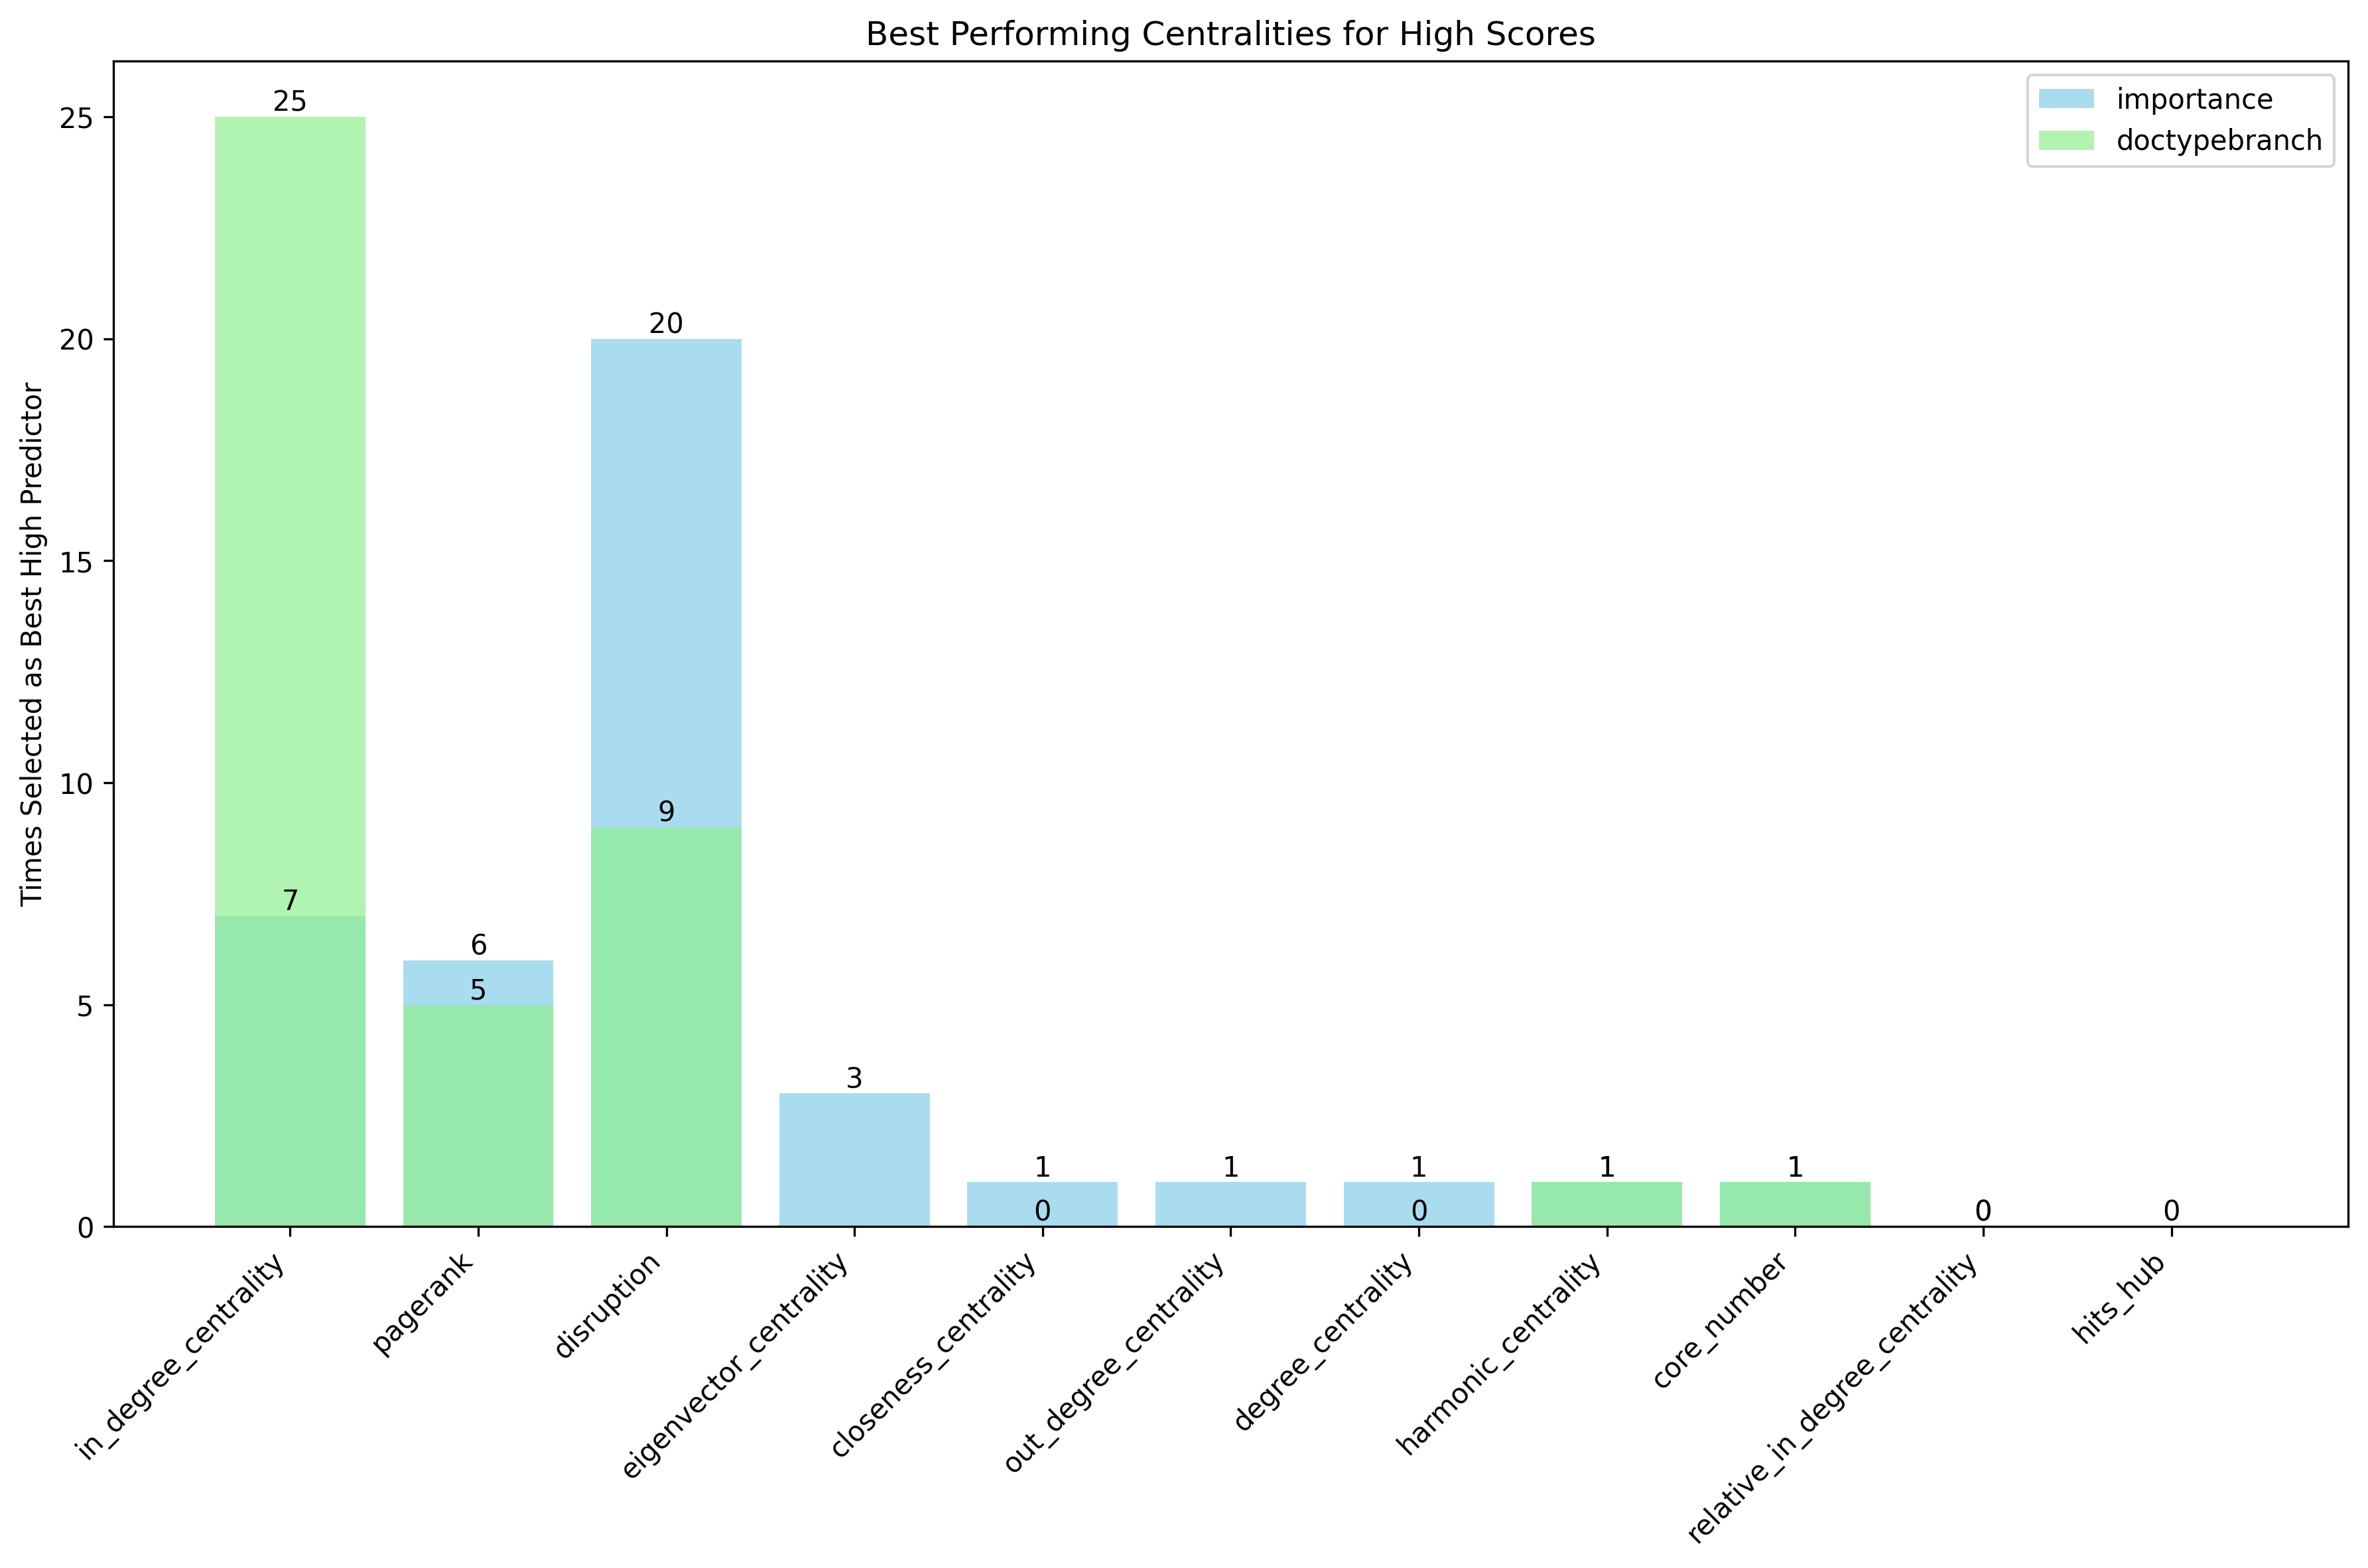 Best Performing Centralities for High Scores
importance
doctypebranch
Times Selected as Best High Predictor
25
20
15
10
5
0
25
7
6
5
20
9
3
1
0
1
1
0
1
1
0
0
in_degree_centrality
pagerank
disruption
eigenvector_centrality
closeness_centrality
out_degree_centrality
degree_centrality
harmonic_centrality
core_number
relative_in_degree_centrality
hits_hub